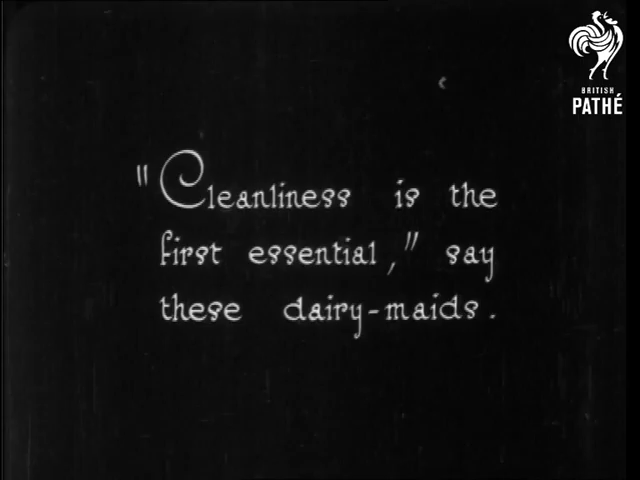 BRITISH
PATHÉ
"Cleanliness is the
first essential," say
these dairy-maids.